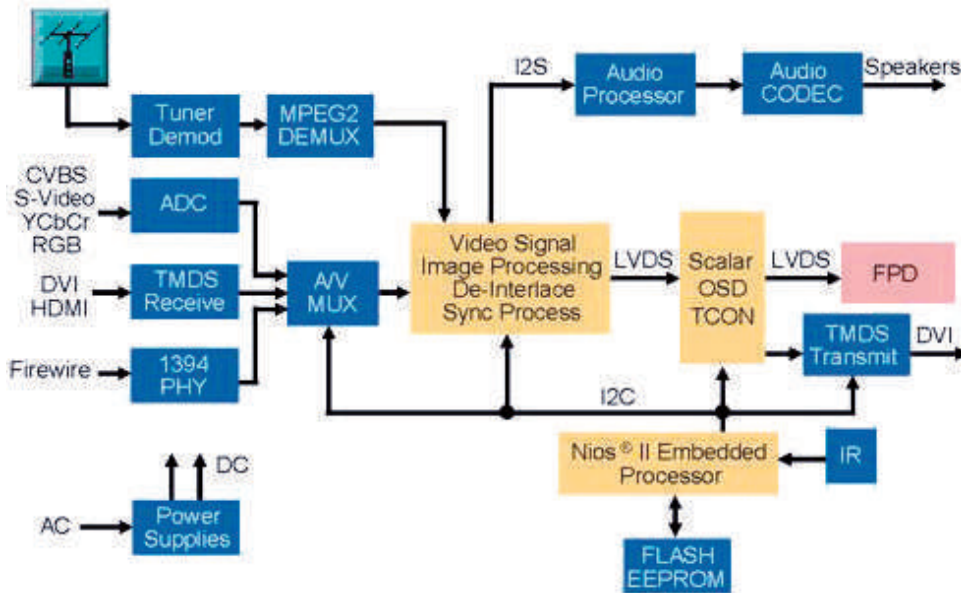 I2S
Audio
Processor
Audio
CODEC
Speakers
Tuner
Demod
MPEG2
DEMUX
CVBS
S-Video
YCbCr
RGB
ADC
DVI
HDMI
TMDS
Receive
A/V
MUX
Video Signal
Image Processing
De-Interlace
Sync Process
LVDS
Scalar
OSD
TCON
LVDS
FPD
TMDS
Transmit
DVI
Firewire
1394
PHY
I2C
Nios® II Embedded
Processor
IR
DC
AC
Power
Supplies
FLASH
EEPROM